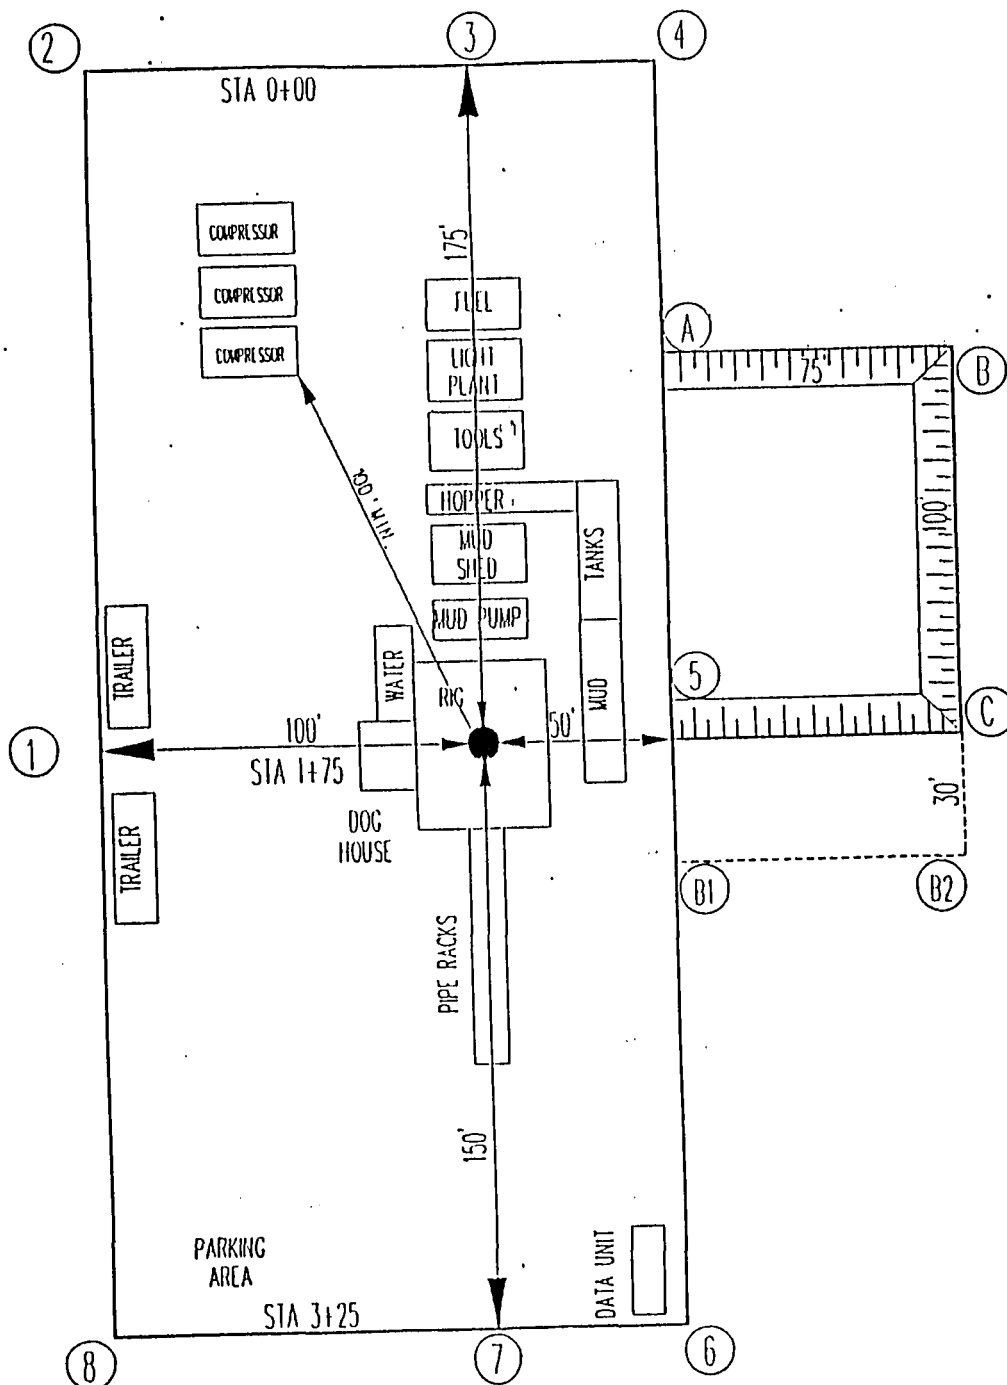 2
3
4
STA 0+00
COMPRESSOR
COMPRESSOR
COMPRESSOR
175'
FUEL
LIGHT
PLANT
TOOLS
HOPPER
MUD
SHED
MUD PUMP
TANKS
MUD
A
75'
B
100'
5
C
30'
B1
B2
MIN.
TRAILER
WATER
RIG
1
100'
50'
STA 1+75
DOG
HOUSE
TRAILER
PIPE RACKS
150'
PARKING
AREA
DATA UNIT
STA 3+25
8
7
6